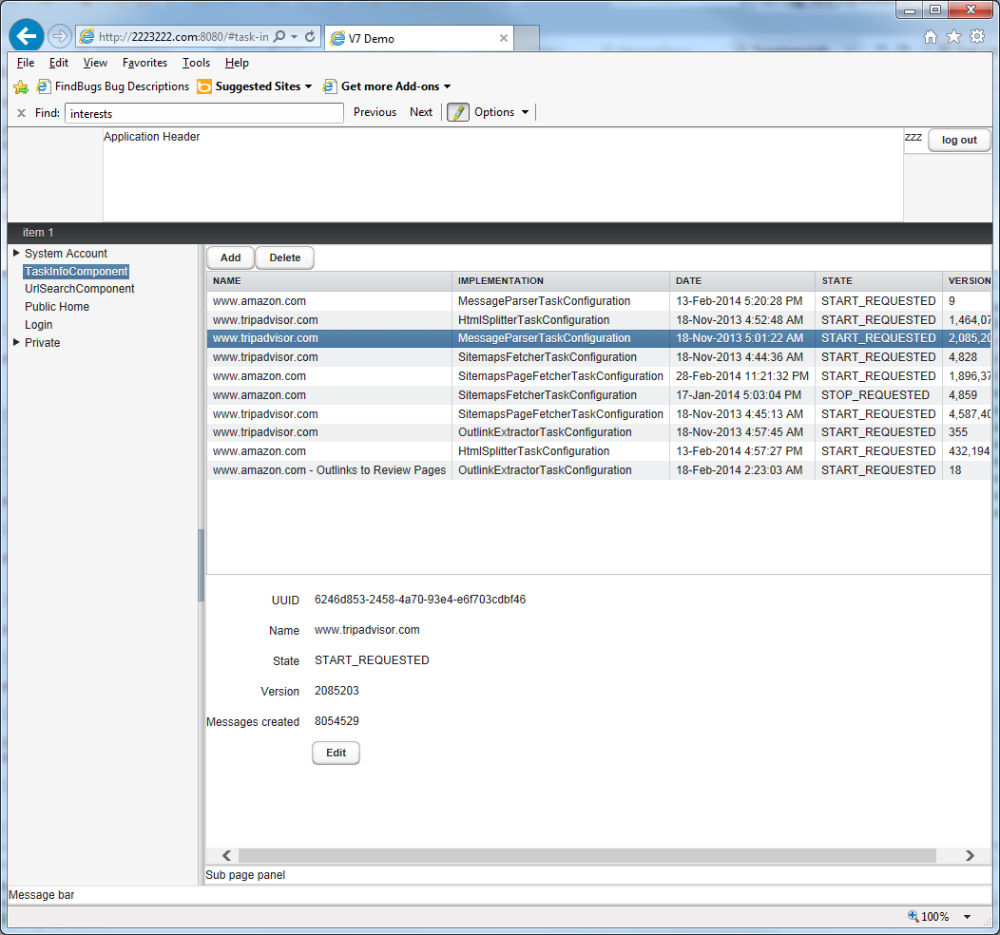 http://2223222.com:8080/#task-in
V7 Demo
File Edit View Favorites Tools Help
FindBugs Bug Descriptions Suggested Sites Get more Add-ons
Find: interests Previous Next Options
Application Header
zzz log out
item 1
System Account
TaskInfoComponent
UrlSearchComponent
Public Home
Login
Private
Add Delete
NAME IMPLEMENTATION DATE STATE VERSION
www.amazon.com MessageParserTaskConfiguration 13-Feb-2014 5:20:28 PM START_REQUESTED 9
www.tripadvisor.com HtmlSplitterTaskConfiguration 18-Nov-2013 4:52:48 AM START_REQUESTED 1,464,07
www.tripadvisor.com MessageParserTaskConfiguration 18-Nov-2013 5:01:22 AM START_REQUESTED 2,085,20
www.tripadvisor.com SitemapsFetcherTaskConfiguration 18-Nov-2013 4:44:36 AM START_REQUESTED 4,828
www.amazon.com SitemapsPageFetcherTaskConfiguration 28-Feb-2014 11:21:32 PM START_REQUESTED 1,896,37
www.amazon.com SitemapsFetcherTaskConfiguration 17-Jan-2014 5:03:04 PM STOP_REQUESTED 4,859
www.tripadvisor.com SitemapsPageFetcherTaskConfiguration 18-Nov-2013 4:45:13 AM START_REQUESTED 4,587,40
www.tripadvisor.com OutlinkExtractorTaskConfiguration 18-Nov-2013 4:57:45 AM START_REQUESTED 355
www.amazon.com HtmlSplitterTaskConfiguration 13-Feb-2014 4:57:27 PM START_REQUESTED 432,194
www.amazon.com - Outlinks to Review Pages OutlinkExtractorTaskConfiguration 18-Feb-2014 2:23:03 AM START_REQUESTED 18
UUID 6246d853-2458-4a70-93e4-e6f703cdbf46
Name www.tripadvisor.com
State START_REQUESTED
Version 2085203
Messages created 8054529
Edit
Sub page panel
Message bar
100%